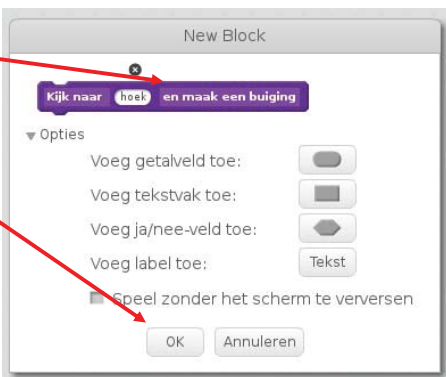 New Block
Kijk naar hoek en maak een buiging
Opties
Voeg getalveld toe:
Voeg tekstvak toe:
Voeg ja/nee-veld toe:
Voeg label toe: Tekst
Speel zonder het scherm te verversen
OK Annuleren